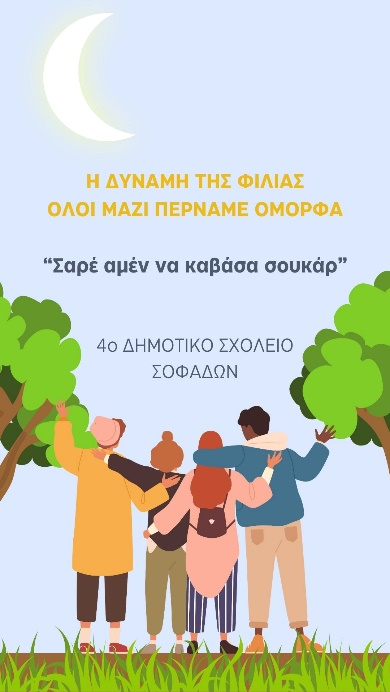 Η ΔΥΝΑΜΗ ΤΗΣ ΦΙΛΙΑΣ
ΟΛΟΙ ΜΑΖΙ ΠΕΡΝΑΜΕ ΟΜΟΡΦΑ
“Σαρέ αμέν να καβάσα σουκάρ”
4ο ΔΗΜΟΤΙΚΟ ΣΧΟΛΕΙΟ
ΣΟΦΑΔΩΝ